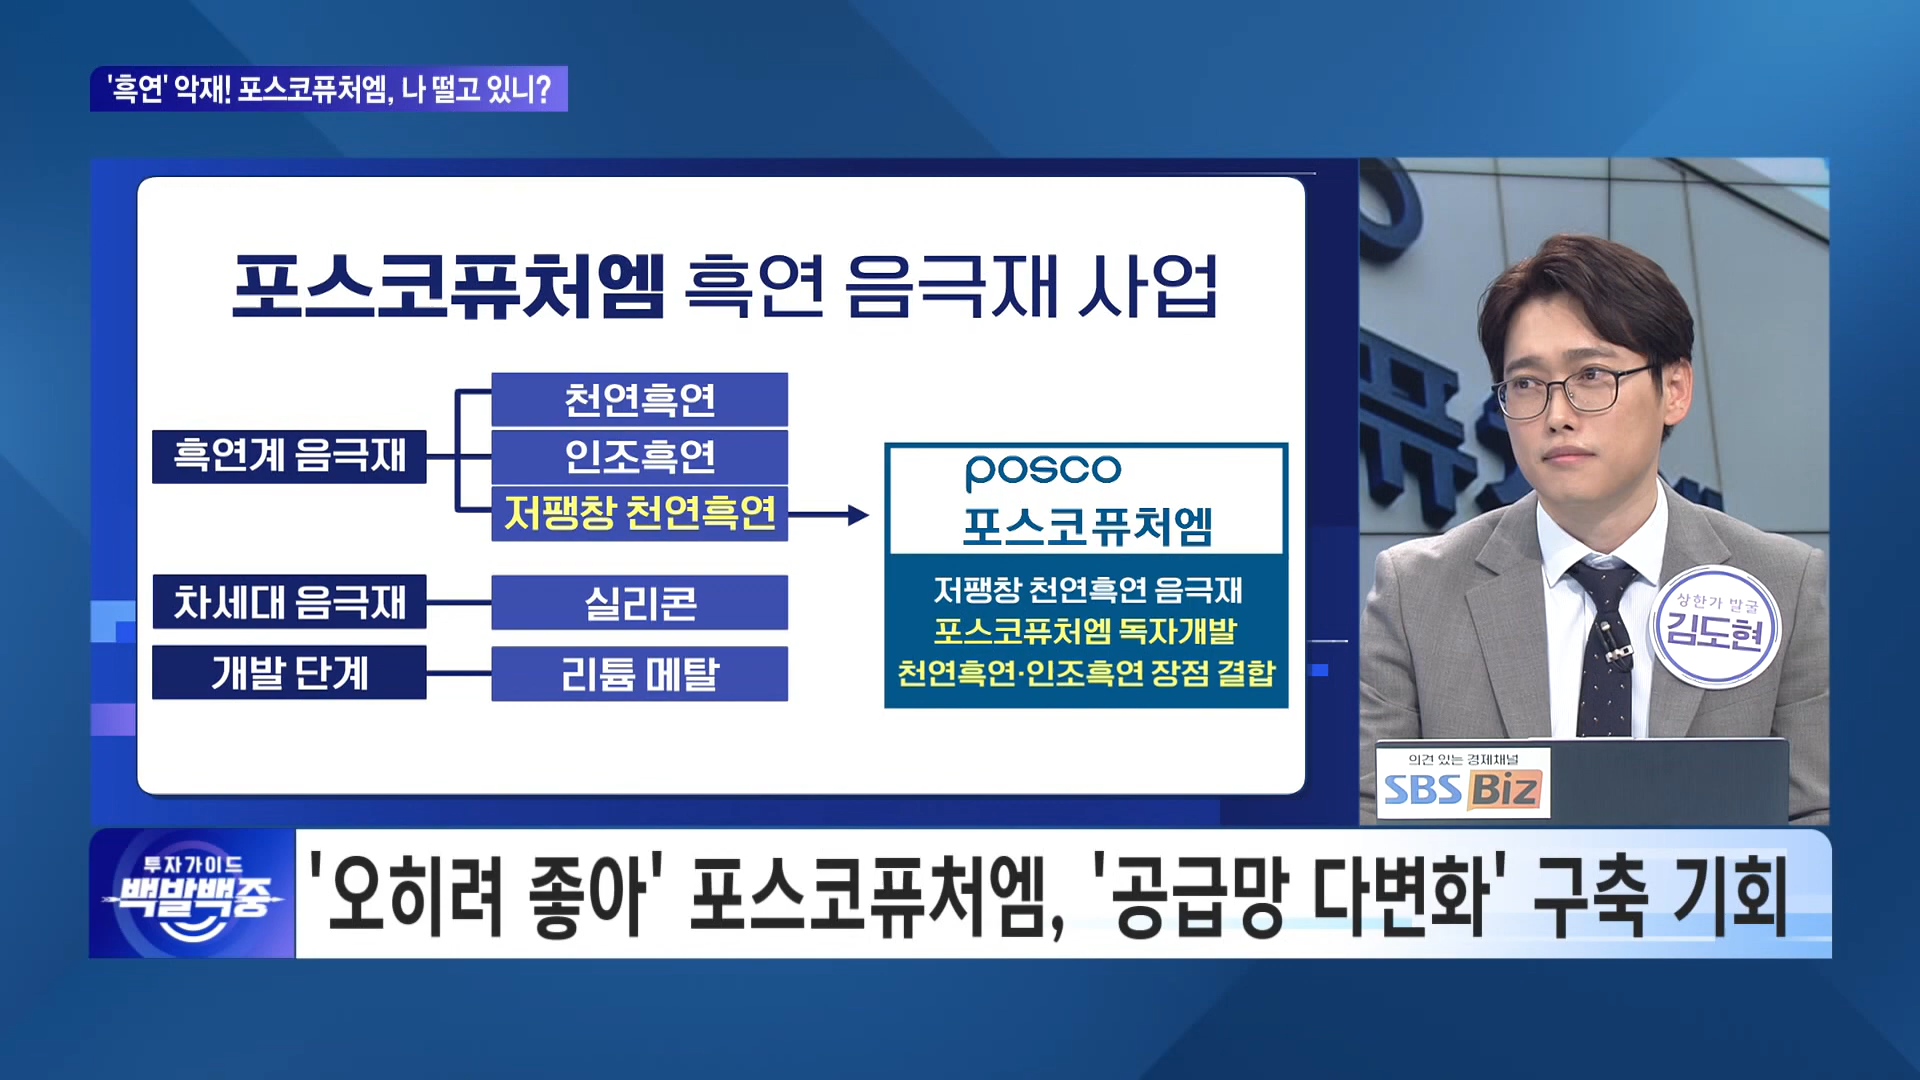 '흑연' 악재! 포스코퓨처엠, 나 떨고 있니?
포스코퓨처엠 흑연 음극재 사업
흑연계 음극재
천연흑연
인조흑연
저팽창 천연흑연
차세대 음극재
실리콘
개발 단계
리튬 메탈
posco
포스코퓨처엠
저팽창 천연흑연 음극재
포스코퓨처엠 독자개발
천연흑연·인조흑연 장점 결합
퓨처
상한가 발굴
김도현
의견 있는 경제채널
SBS Biz
투자가이드
백발백중
'오히려 좋아' 포스코퓨처엠, '공급망 다변화' 구축 기회